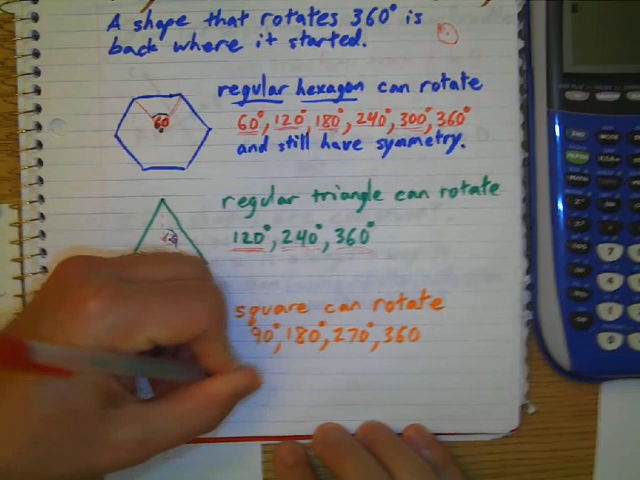 A shape that rotates 360° is
back where it started.
regular hexagon can rotate
60°, 120°, 180°, 240°, 300°, 360°
and still have symmetry.
60
regular triangle can rotate
120°, 240°, 360°
square can rotate
90°, 180°, 270°, 360